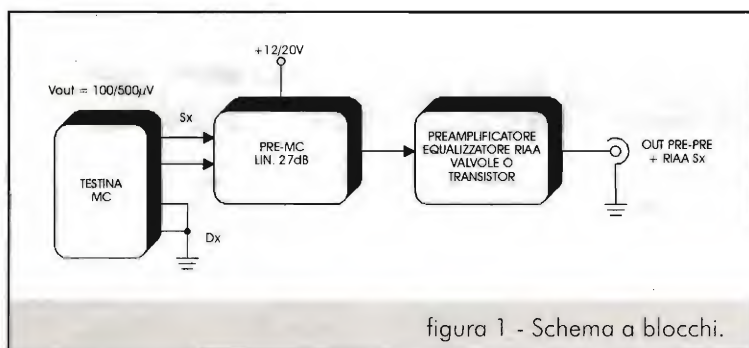 +12/20V
Vout = 100/500µV
Sx
TESTINA
MC
Dx
PRE-MC
LIN. 27dB
PREAMPLIFICATORE
EQUALIZZATORE RIAA
VALVOLE O
TRANSISTOR
OUT PRE-PRE
+ RIAA Sx
figura 1 - Schema a blocchi.